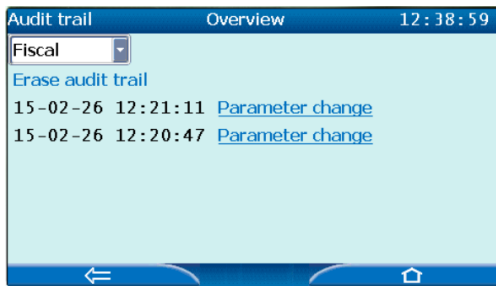 Audit trail Overview 12:38:59
Fiscal
Erase audit trail
15-02-26 12:21:11 Parameter change
15-02-26 12:20:47 Parameter change